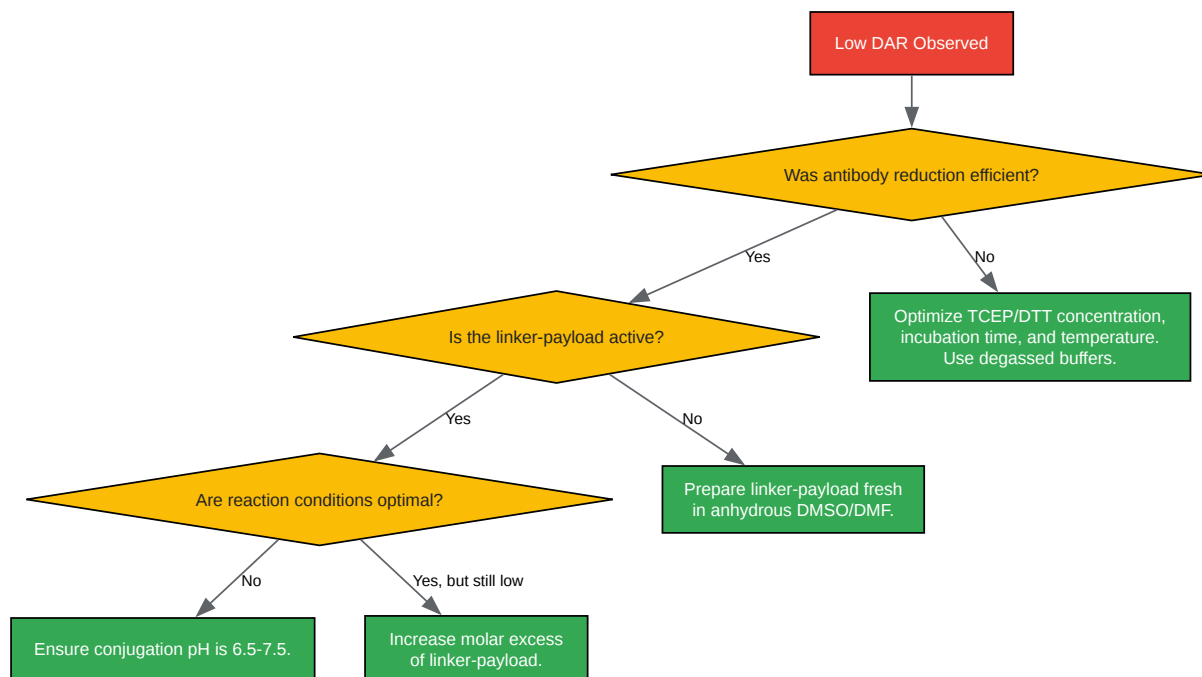 Low DAR Observed
Was antibody reduction efficient?
Yes
No
Optimize TCEP/DTT concentration,
incubation time, and temperature.
Use degassed buffers.
Is the linker-payload active?
Yes
No
Prepare linker-payload fresh
in anhydrous DMSO/DMF.
Are reaction conditions optimal?
No
Yes, but still low
Ensure conjugation pH is 6.5-7.5.
Increase molar excess
of linker-payload.